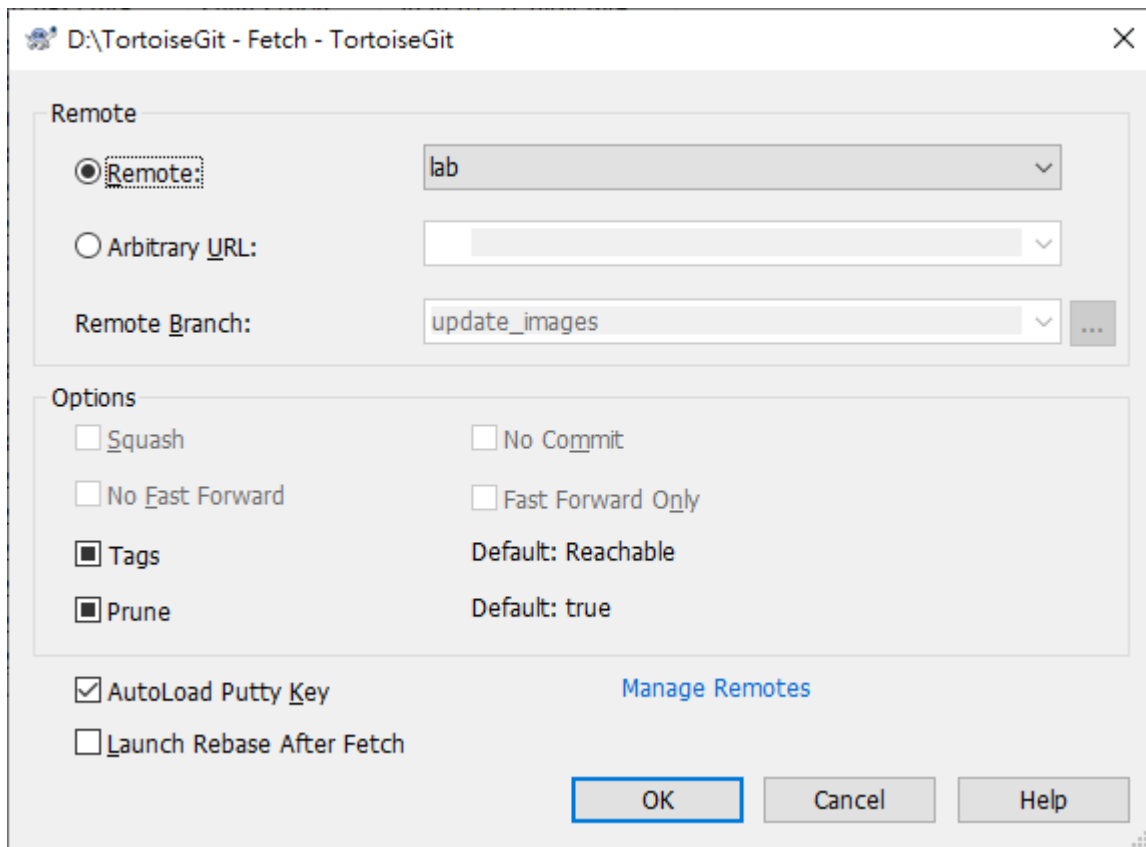 D:\TortoiseGit - Fetch - TortoiseGit
Remote
Remote: lab
Arbitrary URL:
Remote Branch: update_images ...
Options
Squash No Commit
No Fast Forward Fast Forward Only
Tags Default: Reachable
Prune Default: true
AutoLoad Putty Key Manage Remotes
Launch Rebase After Fetch
OK Cancel Help